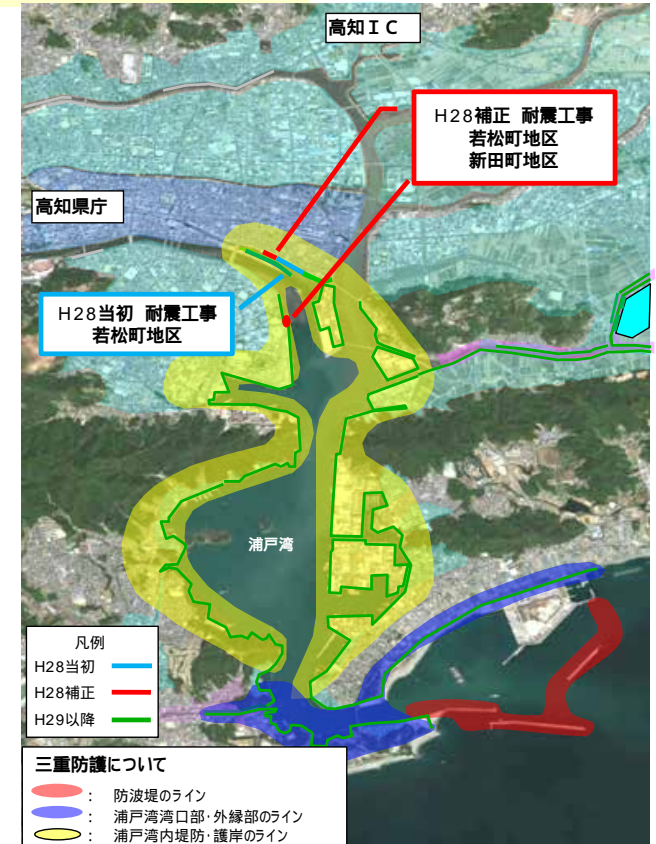 高知IC
H28補正 耐震工事
若松町地区
新田町地区
高知県庁
H28当初 耐震工事
若松町地区
浦戸湾
凡例
H28当初
H28補正
H29以降
三重防護について
： 防波堤のライン
： 浦戸湾湾口部･外縁部のライン
： 浦戸湾内堤防･護岸のライン